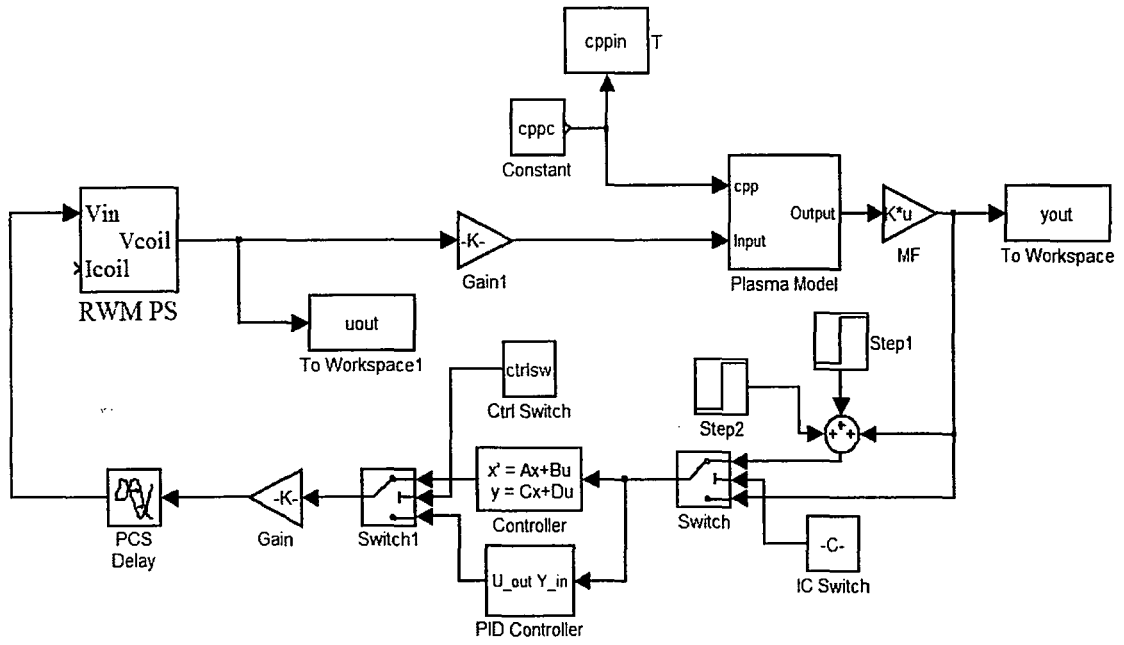 cppin
T
cppc
Constant
cpp
Output
Input
Plasma Model
K*u
MF
yout
To Workspace
Vin
Vcoil
Icoil
RWM PS
-K-
Gain1
uout
To Workspace1
ctrlsw
Ctrl Switch
Step1
Step2
+ + +
x' = Ax+Bu
y = Cx+Du
Controller
Switch
-C-
IC Switch
U_out Y_in
PID Controller
Switch1
-K-
Gain
PCS
Delay